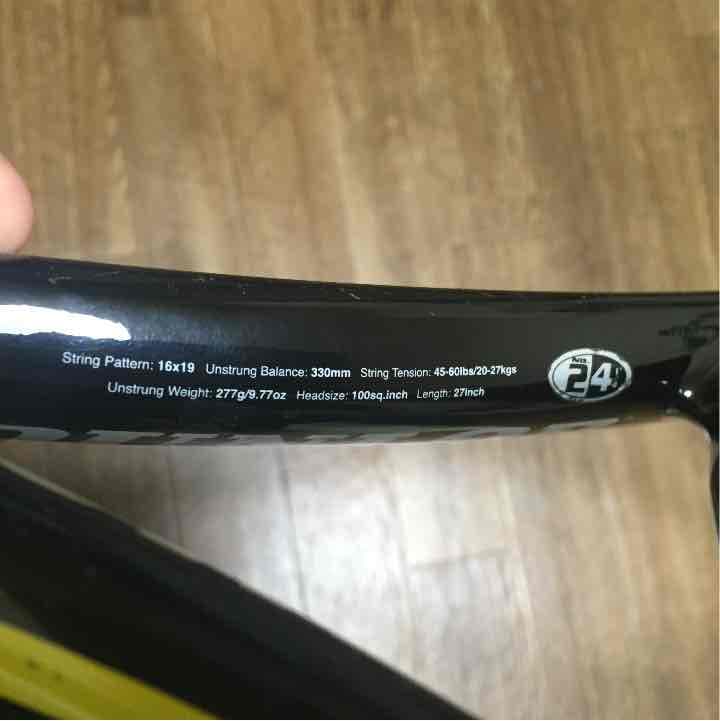 String Pattern: 16x19 Unstrung Balance: 330mm String Tension: 45-60lbs/20-27kgs
Unstrung Weight: 277g/9.77oz Headsize: 100sq.inch Length: 27inch
24